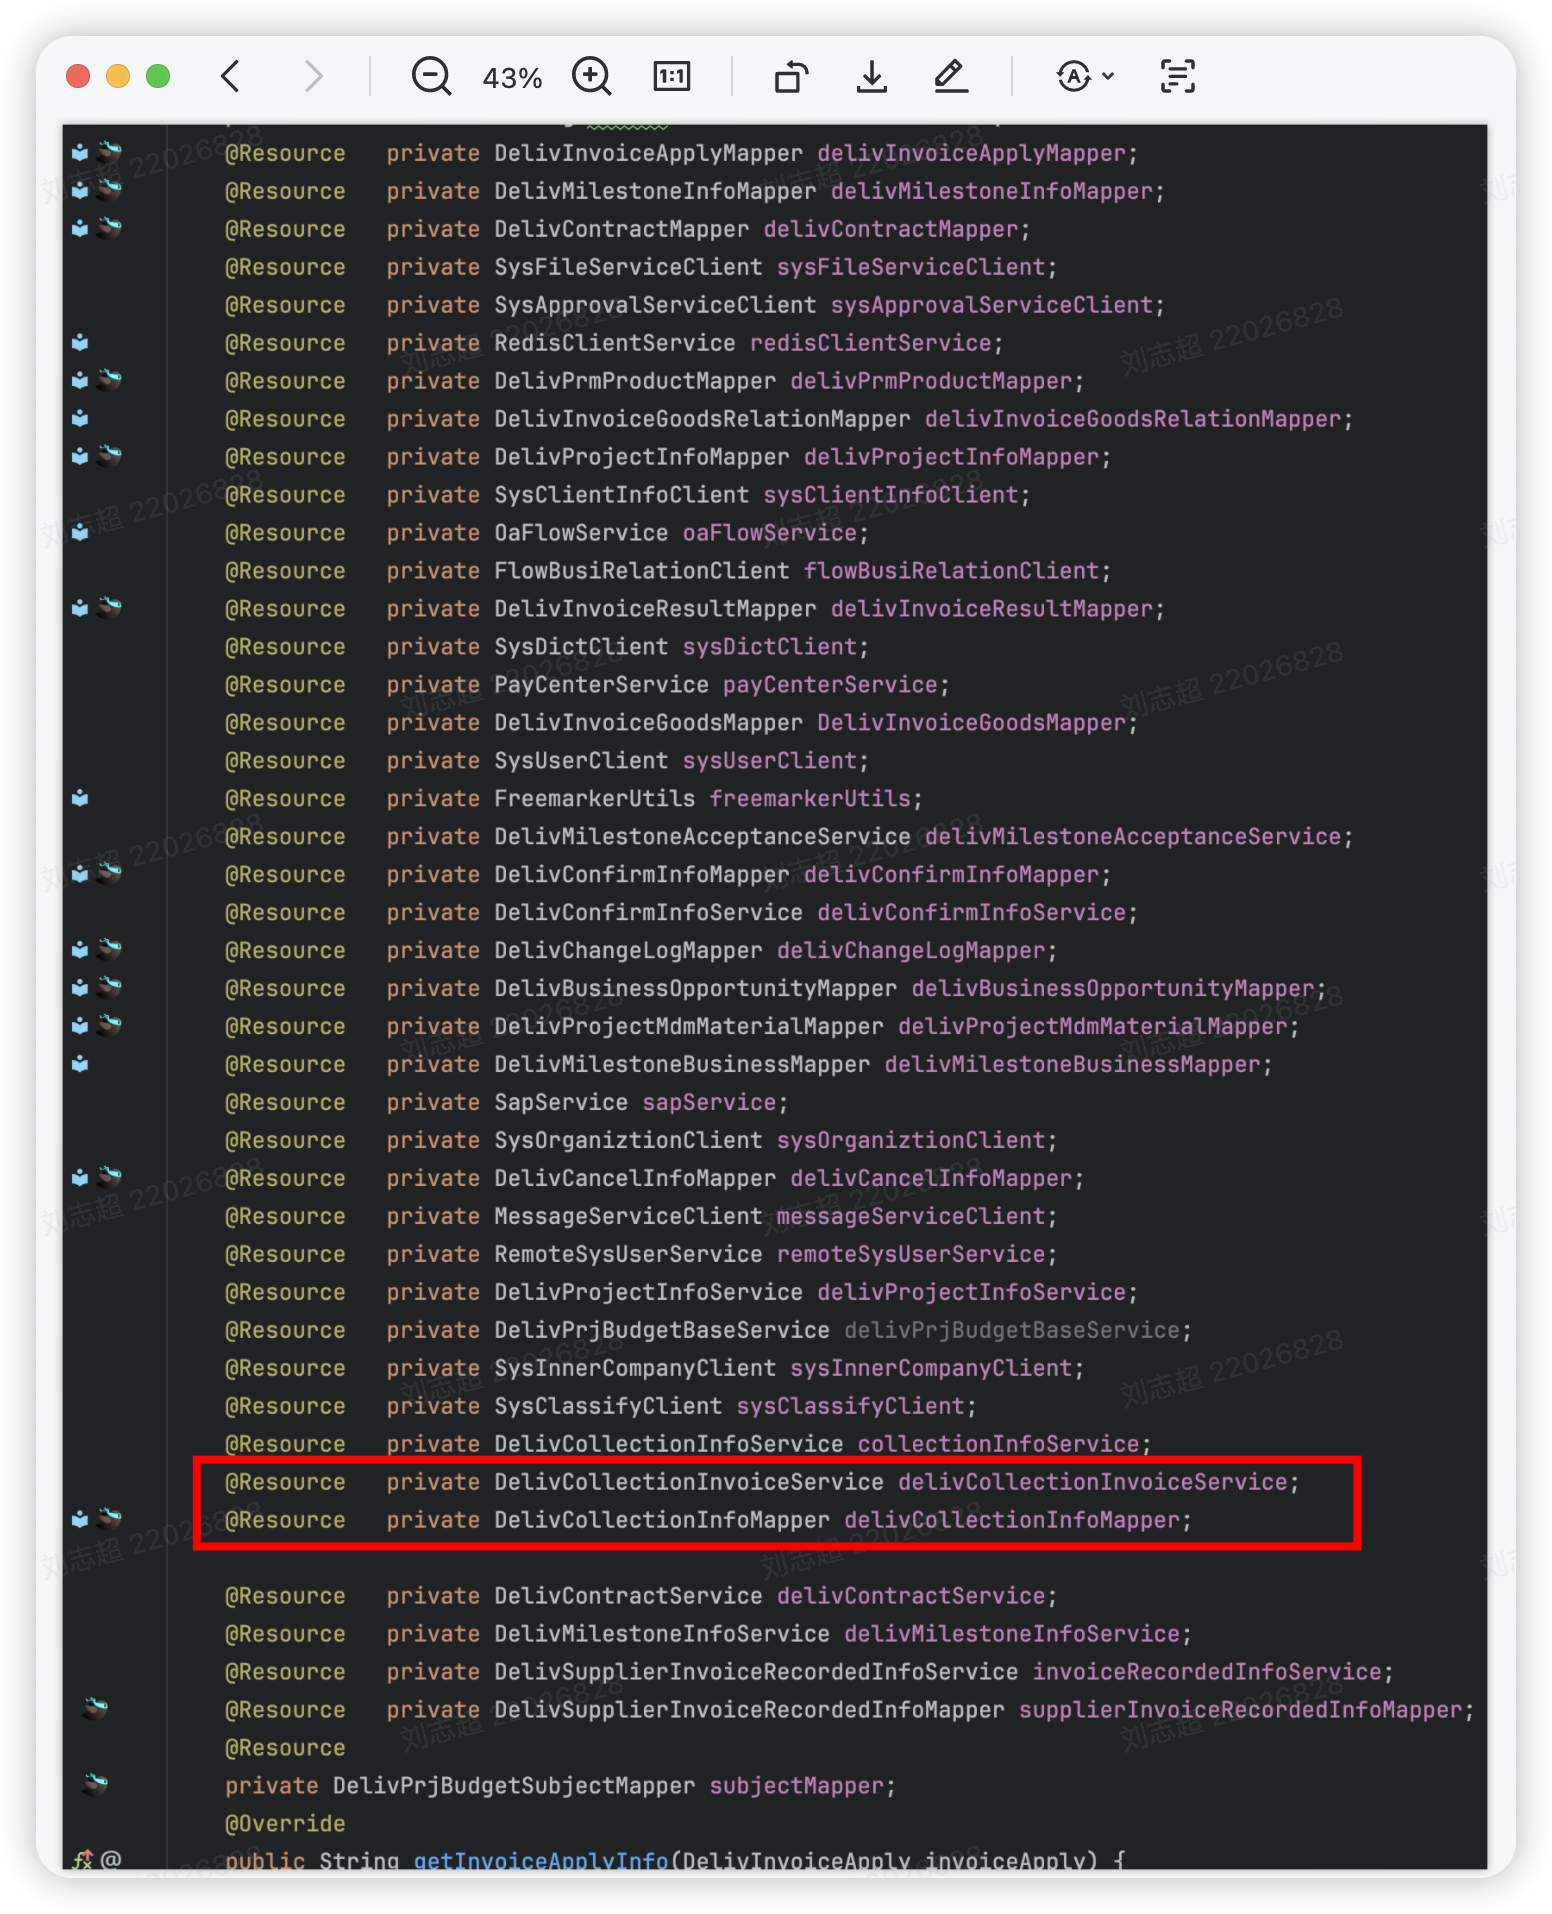 43%
1:1
@Resource private DelivInvoiceApplyMapper delivInvoiceApplyMapper;
@Resource private DelivMilestoneInfoMapper delivMilestoneInfoMapper;
@Resource private DelivContractMapper delivContractMapper;
@Resource private SysFileServiceClient sysFileServiceClient;
@Resource private SysApprovalServiceClient sysApprovalServiceClient;
@Resource private RedisClientService redisClientService;
@Resource private DelivPrmProductMapper delivPrmProductMapper;
@Resource private DelivInvoiceGoodsRelationMapper delivInvoiceGoodsRelationMapper;
@Resource private DelivProjectInfoMapper delivProjectInfoMapper;
@Resource private SysClientInfoClient sysClientInfoClient;
@Resource private OaFlowService oaFlowService;
@Resource private FlowBusiRelationClient flowBusiRelationClient;
@Resource private DelivInvoiceResultMapper delivInvoiceResultMapper;
@Resource private SysDictClient sysDictClient;
@Resource private PayCenterService payCenterService;
@Resource private DelivInvoiceGoodsMapper DelivInvoiceGoodsMapper;
@Resource private SysUserClient sysUserClient;
@Resource private FreemarkerUtils freemarkerUtils;
@Resource private DelivMilestoneAcceptanceService delivMilestoneAcceptanceService;
@Resource private DelivConfirmInfoMapper delivConfirmInfoMapper;
@Resource private DelivConfirmInfoService delivConfirmInfoService;
@Resource private DelivChangeLogMapper delivChangeLogMapper;
@Resource private DelivBusinessOpportunityMapper delivBusinessOpportunityMapper;
@Resource private DelivProjectMdmMaterialMapper delivProjectMdmMaterialMapper;
@Resource private DelivMilestoneBusinessMapper delivMilestoneBusinessMapper;
@Resource private SapService sapService;
@Resource private SysOrganiztionClient sysOrganiztionClient;
@Resource private DelivCancelInfoMapper delivCancelInfoMapper;
@Resource private MessageServiceClient messageServiceClient;
@Resource private RemoteSysUserService remoteSysUserService;
@Resource private DelivProjectInfoService delivProjectInfoService;
@Resource private DelivPrjBudgetBaseService delivPrjBudgetBaseService;
@Resource private SysInnerCompanyClient sysInnerCompanyClient;
@Resource private SysClassifyClient sysClassifyClient;
@Resource private DelivCollectionInfoService collectionInfoService;
@Resource private DelivCollectionInvoiceService delivCollectionInvoiceService;
@Resource private DelivCollectionInfoMapper delivCollectionInfoMapper;
@Resource private DelivContractService delivContractService;
@Resource private DelivMilestoneInfoService delivMilestoneInfoService;
@Resource private DelivSupplierInvoiceRecordedInfoService invoiceRecordedInfoService;
@Resource private DelivSupplierInvoiceRecordedInfoMapper supplierInvoiceRecordedInfoMapper;
@Resource
private DelivPrjBudgetSubjectMapper subjectMapper;
@Override
public String getInvoiceApplyInfo(DelivInvoiceApply invoiceApply) {
刘志超 22026828